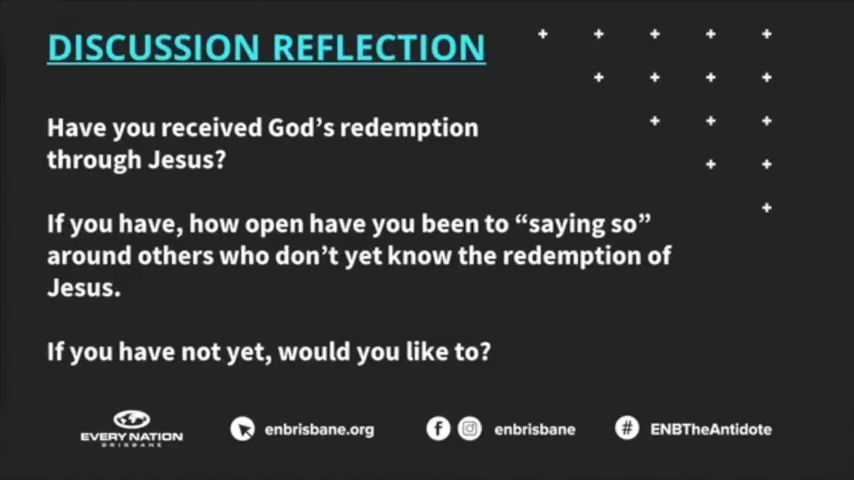 DISCUSSION REFLECTION
Have you received God's redemption
through Jesus?
If you have, how open have you been to “saying so”
around others who don't yet know the redemption of
Jesus.
If you have not yet, would you like to?
EVERY NATION
BRISBANE
enbrisbane.org
enbrisbane
# ENBTheAntidote